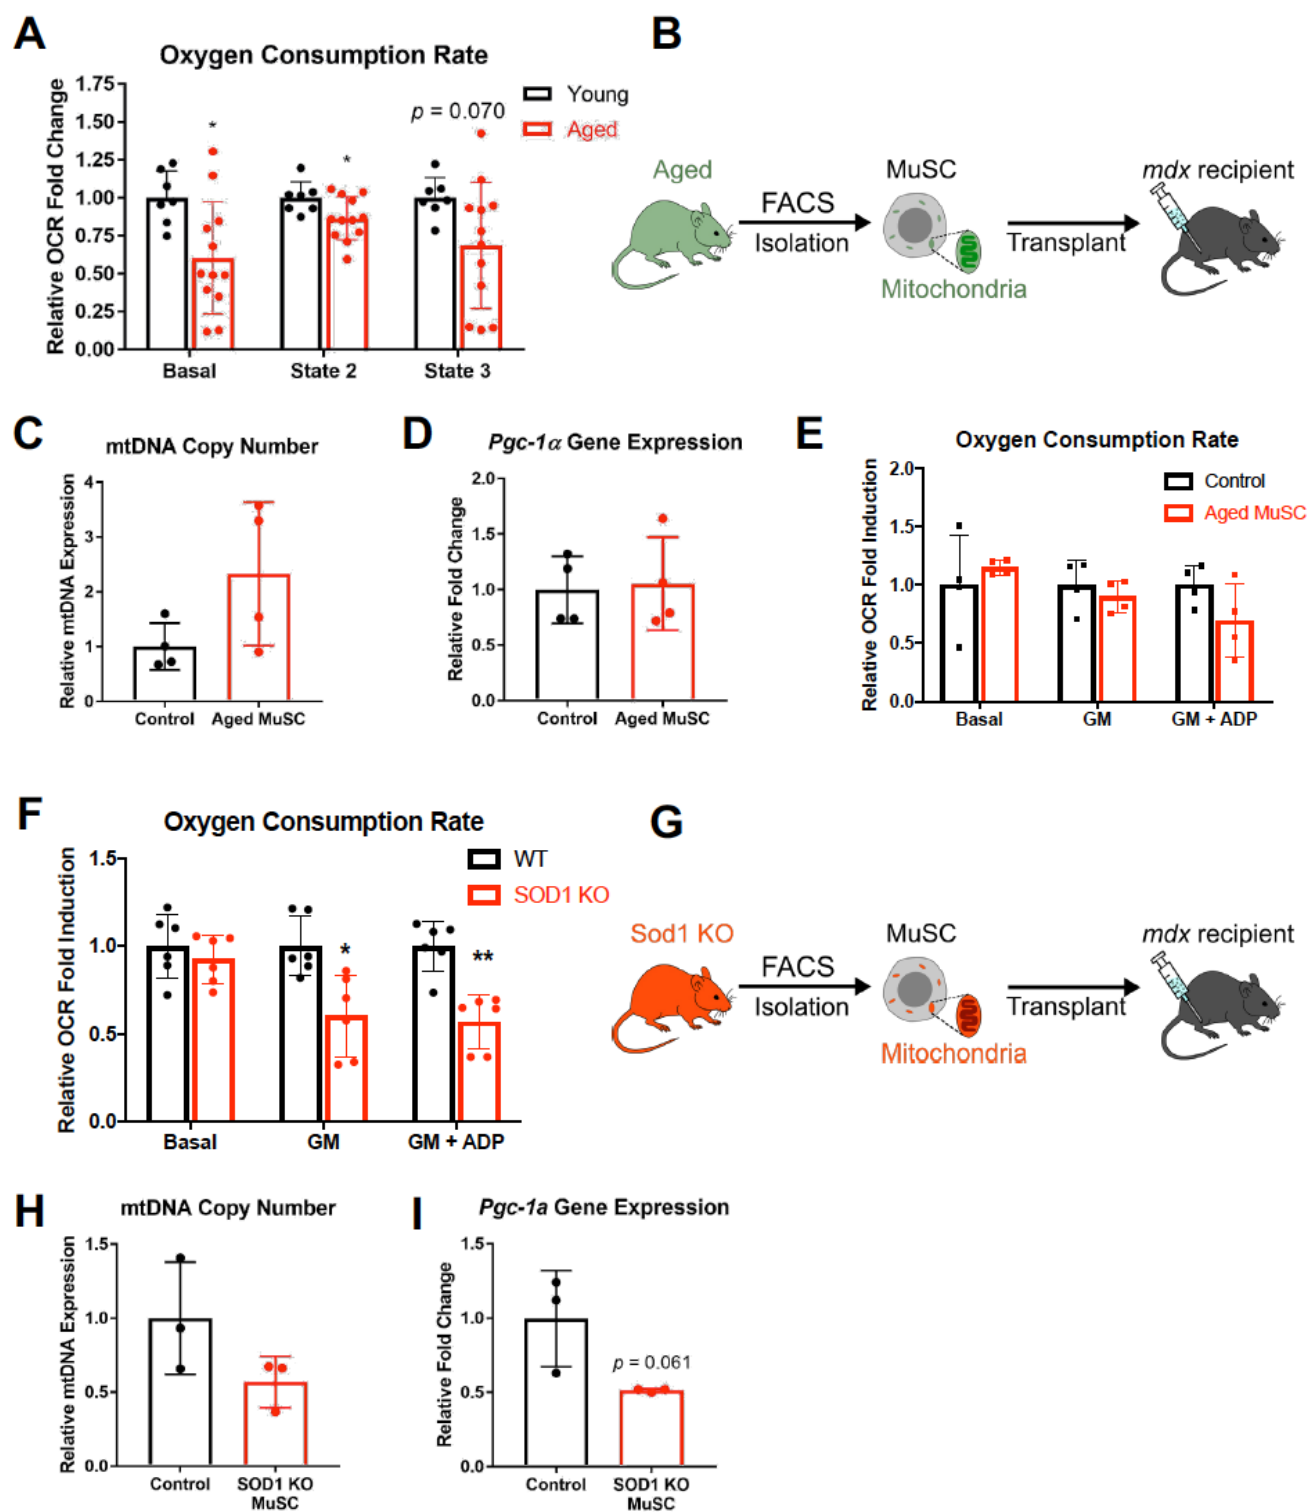 A
Oxygen Consumption Rate
Relative OCR Fold Change
1.75
1.50
1.25
1.00
0.75
0.50
0.25
0.00
Young
Aged
*
*
p = 0.070
Basal
State 2
State 3
B
Aged
FACS
Isolation
MuSC
Mitochondria
Transplant
mdx recipient
C
mtDNA Copy Number
Relative mtDNA Expression
4
3
2
1
0
Control
Aged MuSC
D
Pgc-1α Gene Expression
Relative Fold Change
2.0
1.5
1.0
0.5
0.0
Control
Aged MuSC
E
Oxygen Consumption Rate
Relative OCR Fold Induction
2.0
1.5
1.0
0.5
0.0
Control
Aged MuSC
Basal
GM
GM + ADP
F
Oxygen Consumption Rate
Relative OCR Fold Induction
1.5
1.0
0.5
0.0
WT
SOD1 KO
*
**
Basal
GM
GM + ADP
G
Sod1 KO
FACS
Isolation
MuSC
Mitochondria
Transplant
mdx recipient
H
mtDNA Copy Number
Relative mtDNA Expression
1.5
1.0
0.5
0.0
Control
SOD1 KO
MuSC
I
Pgc-1a Gene Expression
Relative Fold Change
1.5
1.0
0.5
0.0
p = 0.061
Control
SOD1 KO
MuSC